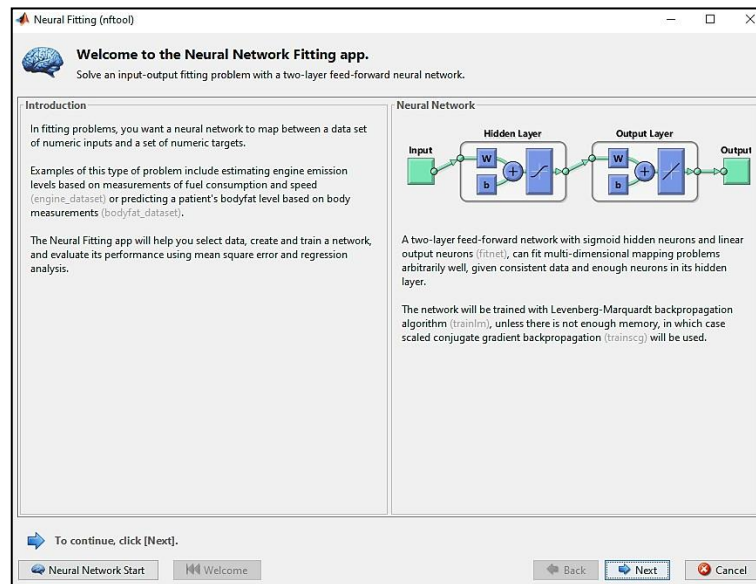 Neural Fitting (nftool)
Welcome to the Neural Network Fitting app.
Solve an input-output fitting problem with a two-layer feed-forward neural network.
Introduction
In fitting problems, you want a neural network to map between a data set
of numeric inputs and a set of numeric targets.
Examples of this type of problem include estimating engine emission
levels based on measurements of fuel consumption and speed
(engine_dataset) or predicting a patient's bodyfat level based on body
measurements (bodyfat_dataset).
The Neural Fitting app will help you select data, create and train a network,
and evaluate its performance using mean square error and regression
analysis.
Neural Network
Hidden Layer
Output Layer
Input
Output
W
b
+
W
b
+
A two-layer feed-forward network with sigmoid hidden neurons and linear
output neurons (fitnet), can fit multi-dimensional mapping problems
arbitrarily well, given consistent data and enough neurons in its hidden
layer.
The network will be trained with Levenberg-Marquardt backpropagation
algorithm (trainlm), unless there is not enough memory, in which case
scaled conjugate gradient backpropagation (trainscg) will be used.
To continue, click [Next].
Neural Network Start
Welcome
Back
Next
Cancel